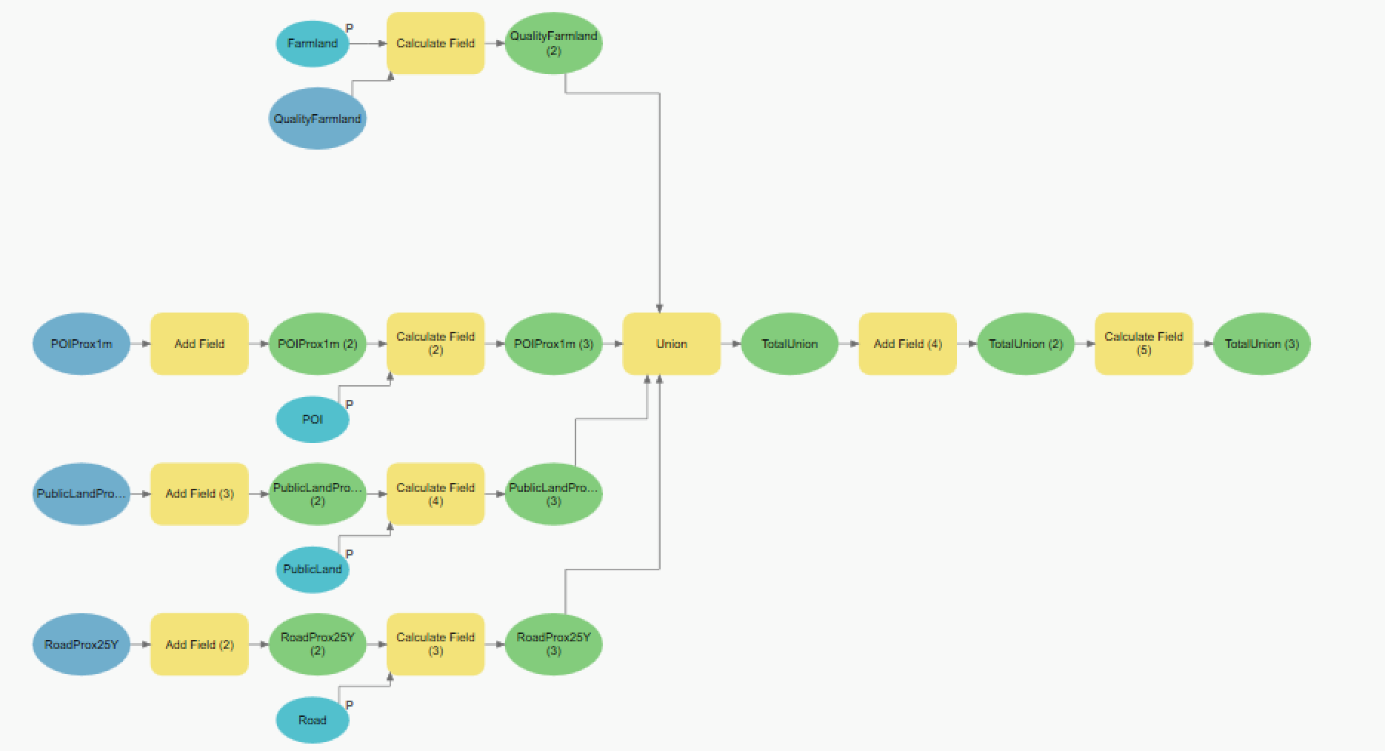 P
Farmland
Calculate Field
QualityFarmland
(2)
QualityFarmland
POIProx1m
Add Field
POIProx1m (2)
Calculate Field
(2)
POIProx1m (3)
Union
TotalUnion
Add Field (4)
TotalUnion (2)
Calculate Field
(5)
TotalUnion (3)
P
POI
PublicLandPro...
Add Field (3)
PublicLandPro...
(2)
Calculate Field
(4)
PublicLandPro...
(3)
P
PublicLand
RoadProx25Y
Add Field (2)
RoadProx25Y
(2)
Calculate Field
(3)
RoadProx25Y
(3)
P
Road